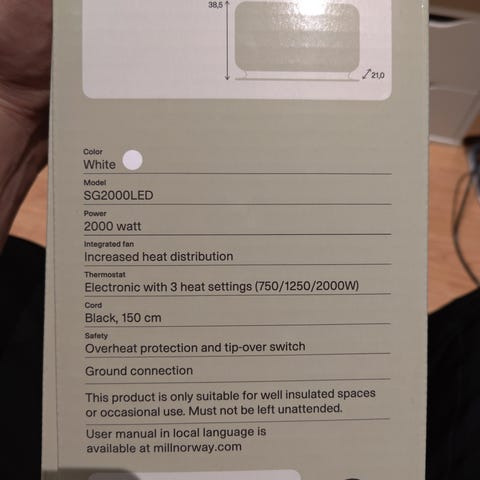 38,5
21,0
Color
White
Model
SG2000LED
Power
2000 watt
Integrated fan
Increased heat distribution
Thermostat
Electronic with 3 heat settings (750/1250/2000W)
Cord
Black, 150 cm
Safety
Overheat protection and tip-over switch
Ground connection
This product is only suitable for well insulated spaces
or occasional use. Must not be left unattended.
User manual in local language is
available at millnorway.com